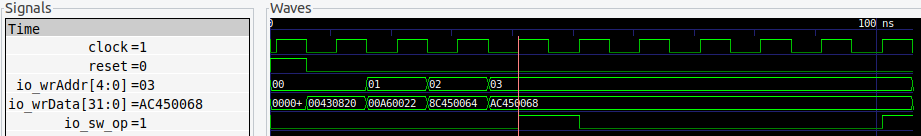 Signals
Waves
Time
0
100 ns
clock=1
reset=0
io_wrAddr[4:0]=03
00
01
02
03
io_wrData[31:0]=AC450068
0000+
00430820
00A60022
8C450064
AC450068
io_sw_op=1